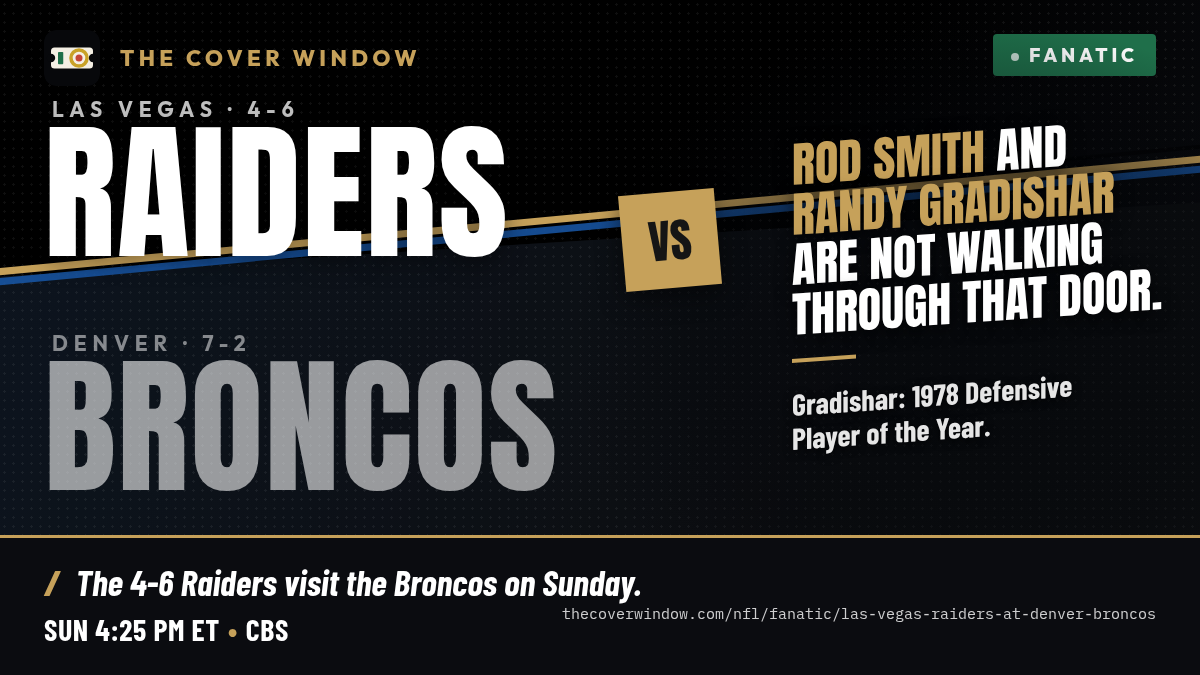 THE COVER WINDOW
FANATIC
LAS VEGAS · 4-6
RAIDERS
VS
DENVER · 7-2
BRONCOS
ROD SMITH AND
RANDY GRADISHAR
ARE NOT WALKING
THROUGH THAT DOOR.
Gradishar: 1978 Defensive
Player of the Year.
/ The 4-6 Raiders visit the Broncos on Sunday.
SUN 4:25 PM ET • CBS
thecoverwindow.com/nfl/fanatic/las-vegas-raiders-at-denver-broncos